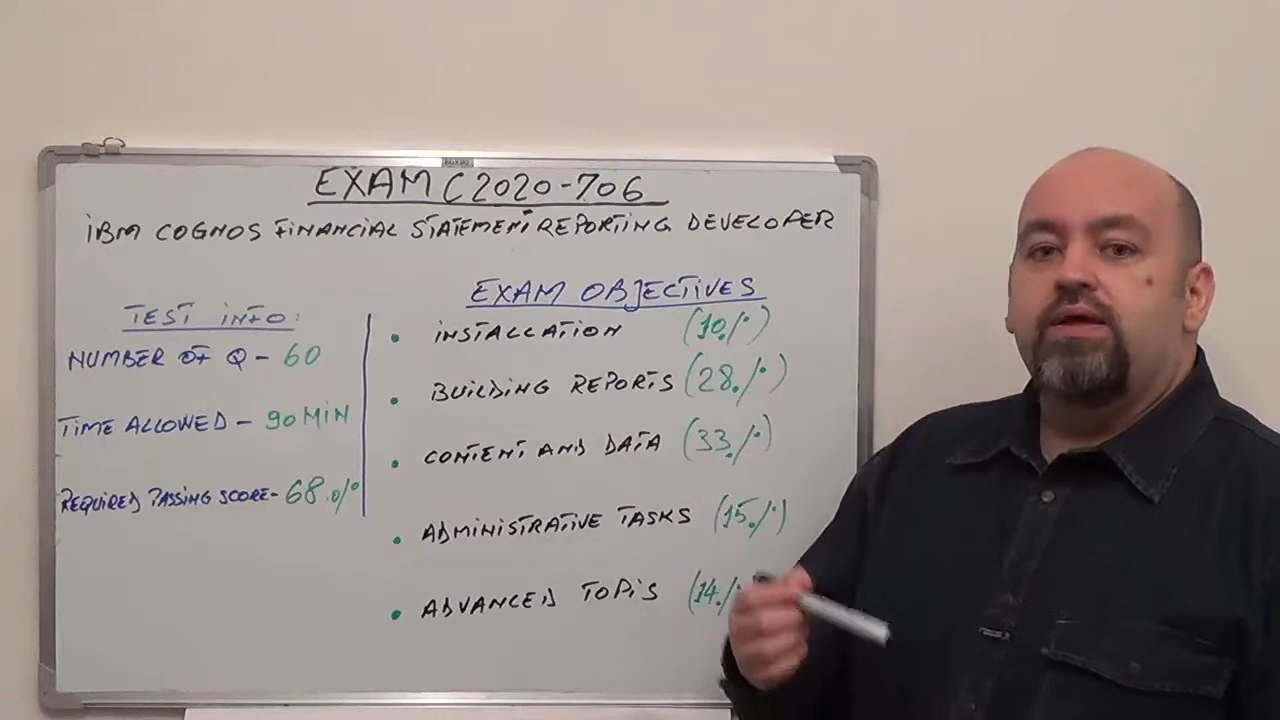 EXAM C2020-706
IBM COGNOS FINANCIAL STATEMENT REPORTING DEVELOPER
TEST INFO:
NUMBER OF Q - 60
TIME ALLOWED - 90 MIN
REQUIRED PASSING SCORE - 68%
EXAM OBJECTIVES
• INSTALLATION (10%)
• BUILDING REPORTS (28%)
• CONTENT AND DATA (33%)
• ADMINISTRATIVE TASKS (15%)
• ADVANCED TOPIS (14%